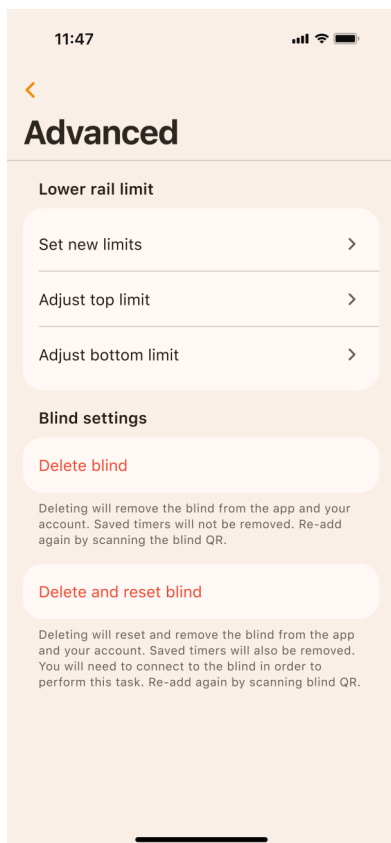 11:47
Advanced
Lower rail limit
Set new limits
Adjust top limit
Adjust bottom limit
Blind settings
Delete blind
Deleting will remove the blind from the app and your
account. Saved timers will not be removed. Re-add
again by scanning the blind QR.
Delete and reset blind
Deleting will reset and remove the blind from the app
and your account. Saved timers will also be removed.
You will need to connect to the blind in order to
perform this task. Re-add again by scanning blind QR.